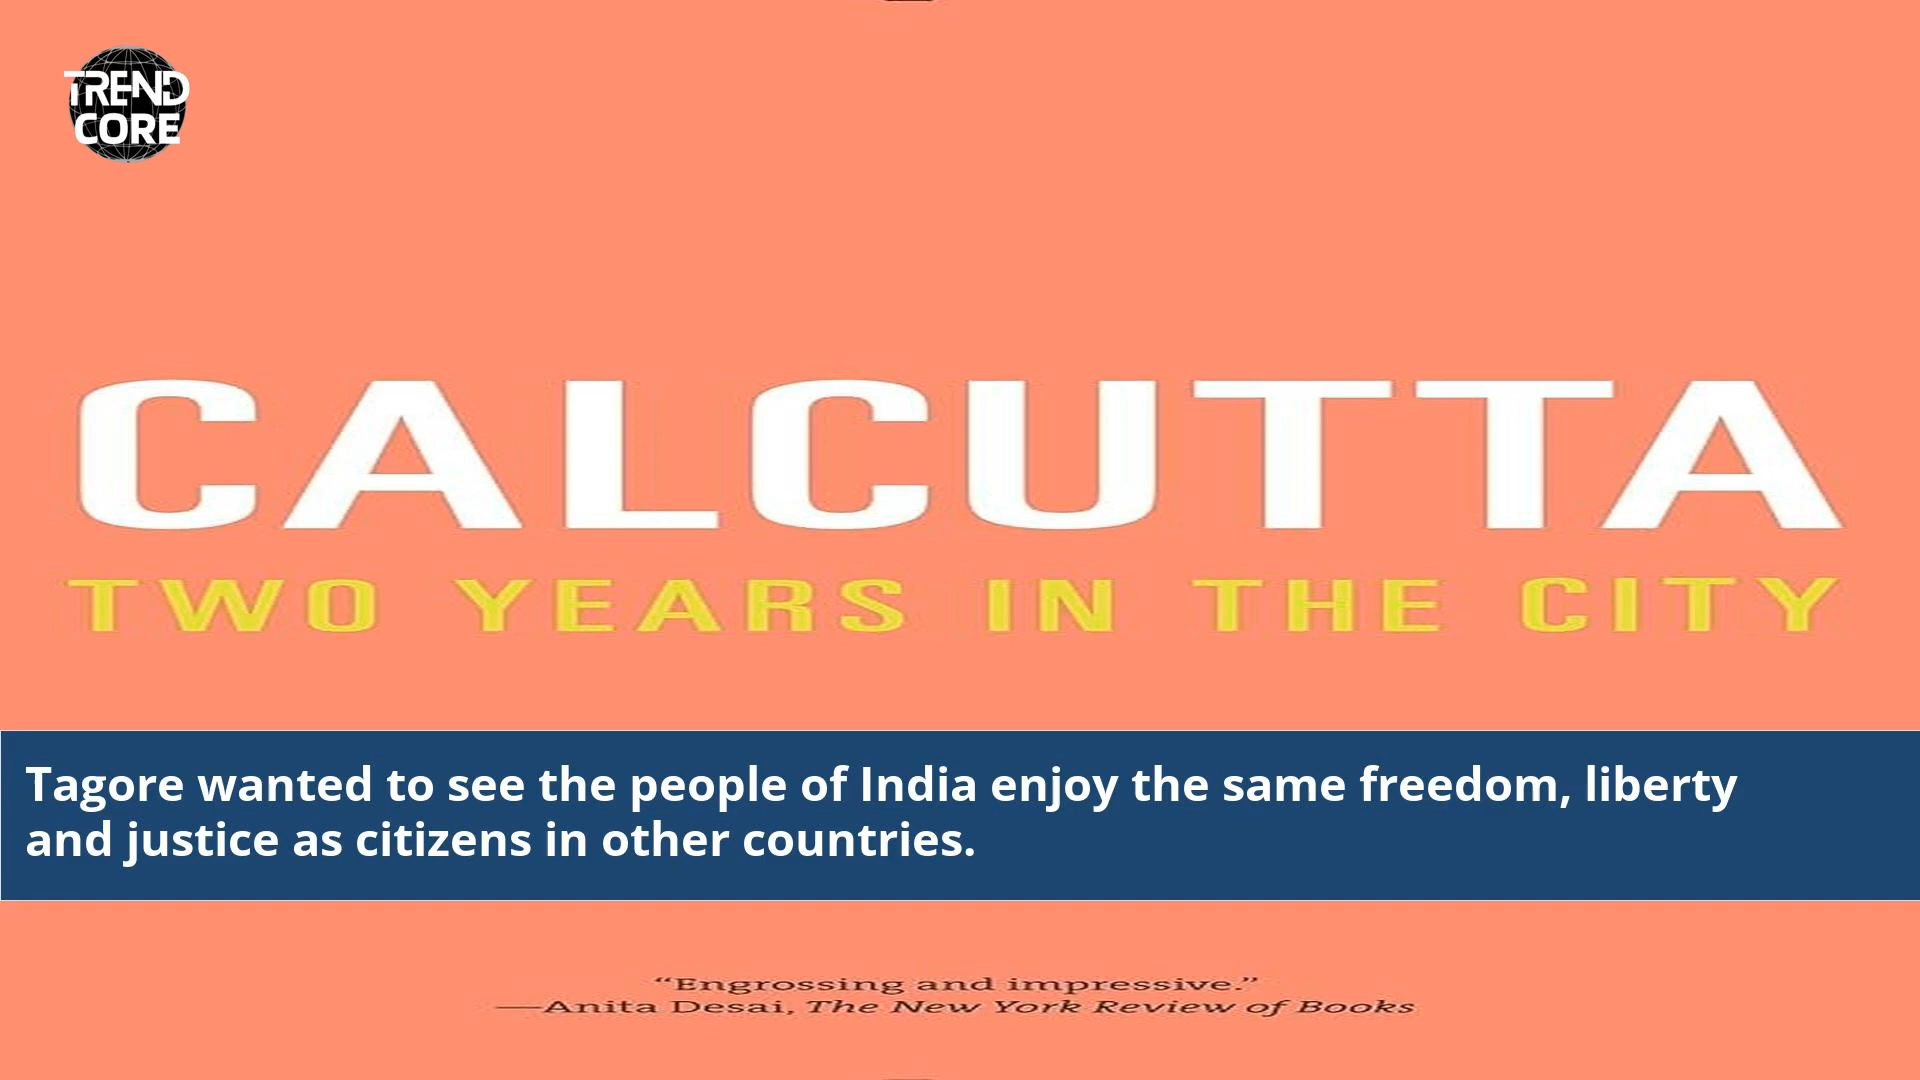 TREND
CORE
CALCUTTA
TWO YEARS IN THE CITY
Tagore wanted to see the people of India enjoy the same freedom, liberty
and justice as citizens in other countries.
“Engrossing and impressive.”
—Anita Desai, The New York Review of Books